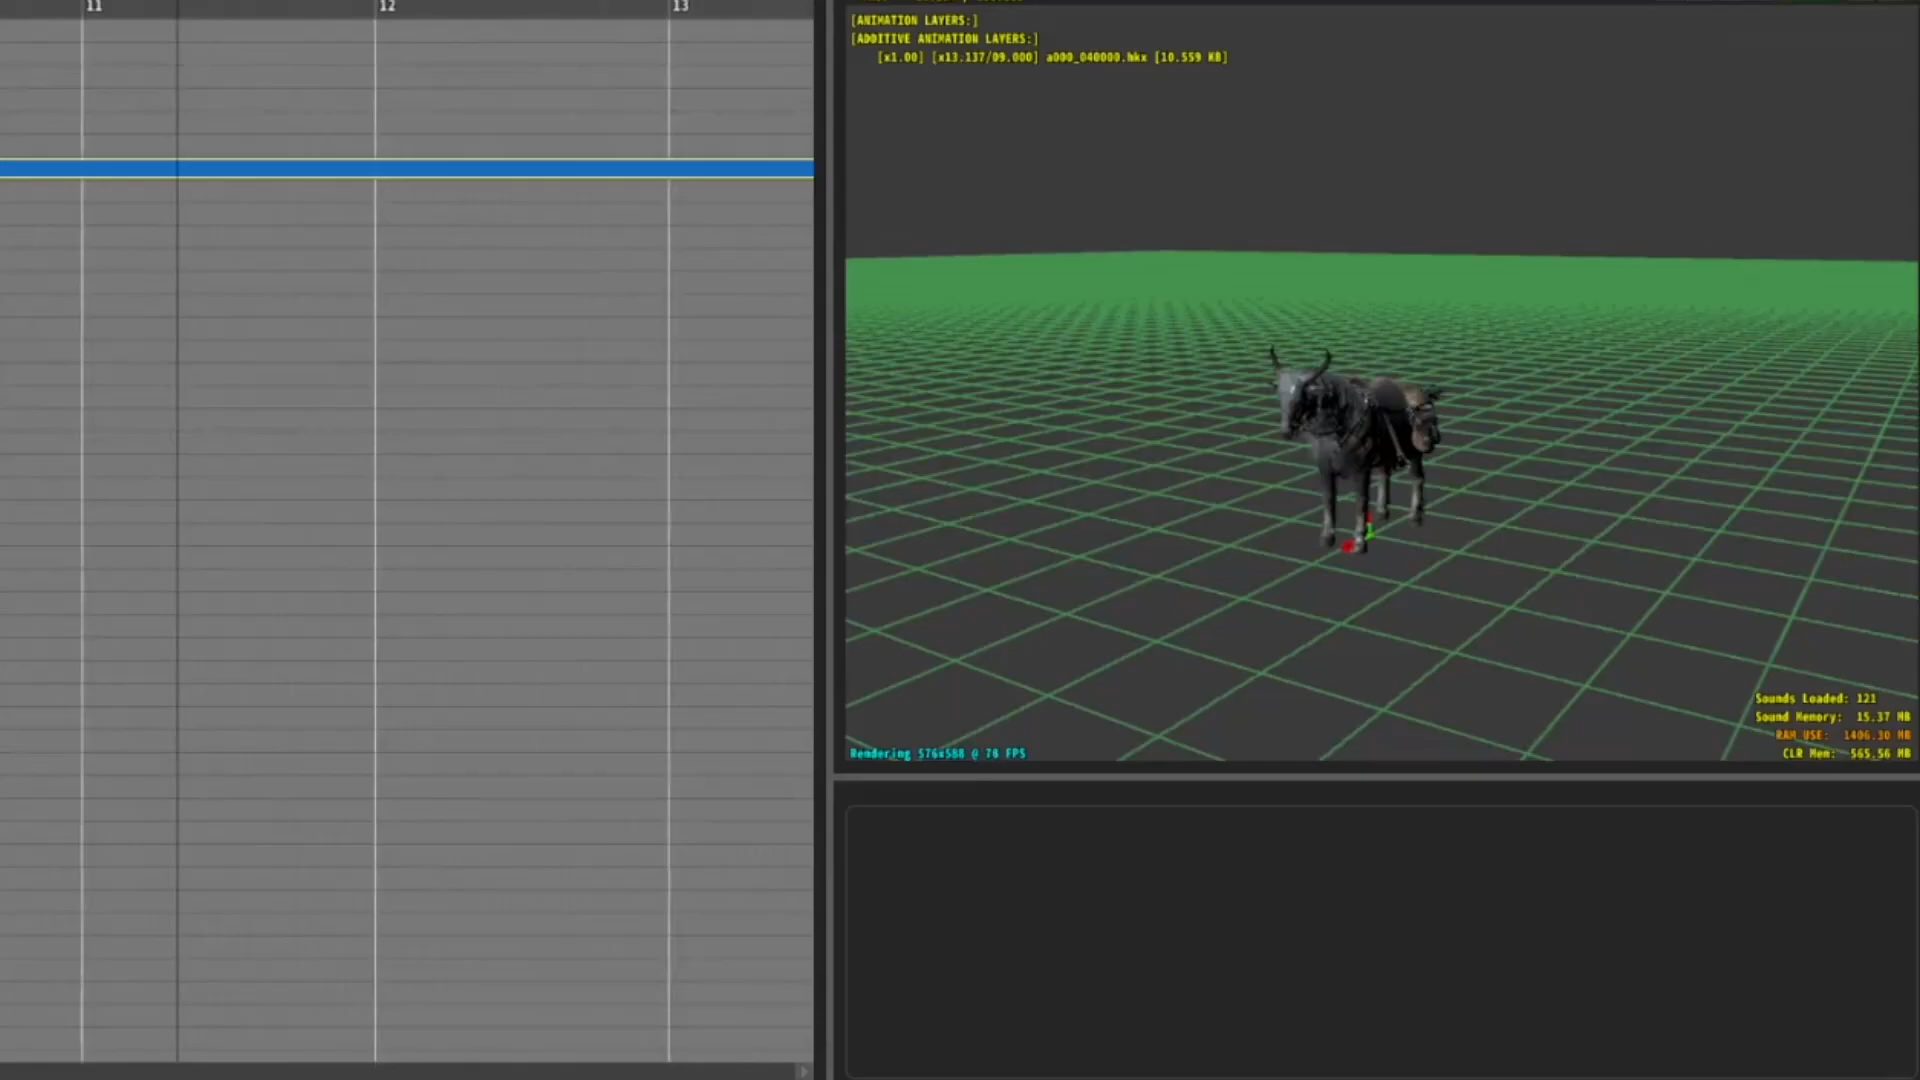 11 12 13
[ANIMATION LAYERS:]
[ADDITIVE ANIMATION LAYERS:]
[x1.00] [x13.137/09.000] a000_040000.hkx [10.559 KB]
Sounds Loaded: 121
Sound Memory: 15.37 MB
RAM USE: 1406.30 MB
Rendering 576x588 @ 78 FPS
CLR Mem: 565.56 MB